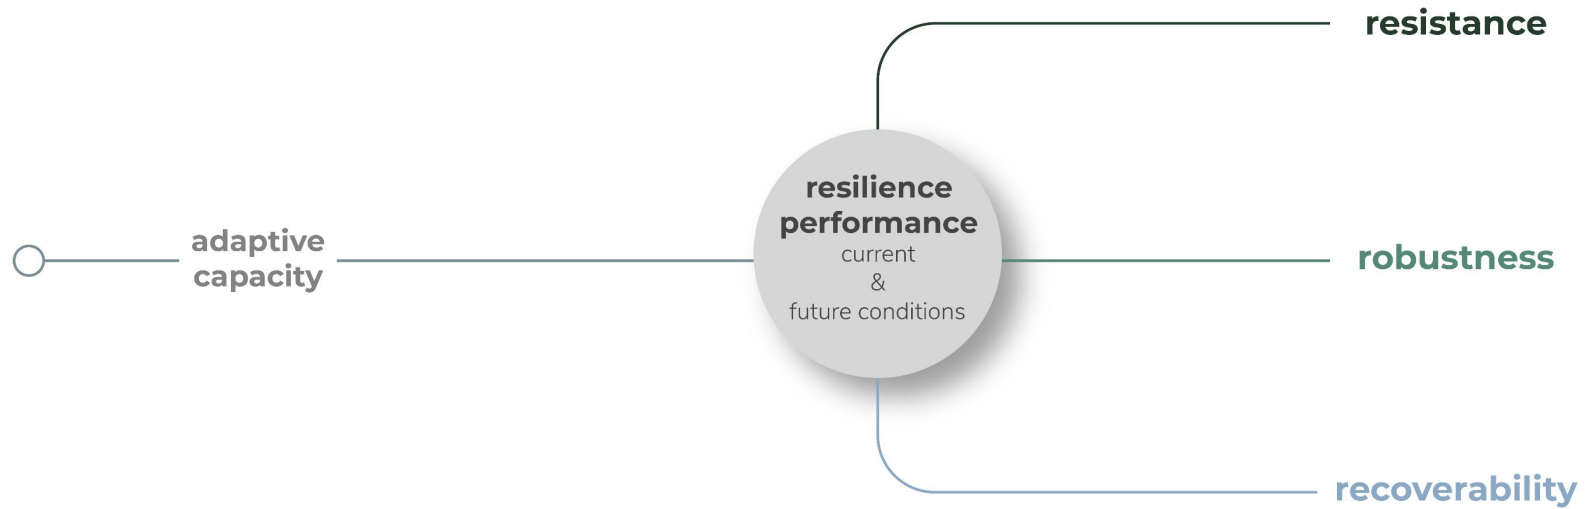 resistance
adaptive
capacity
resilience
performance
current
&
future conditions
robustness
recoverability